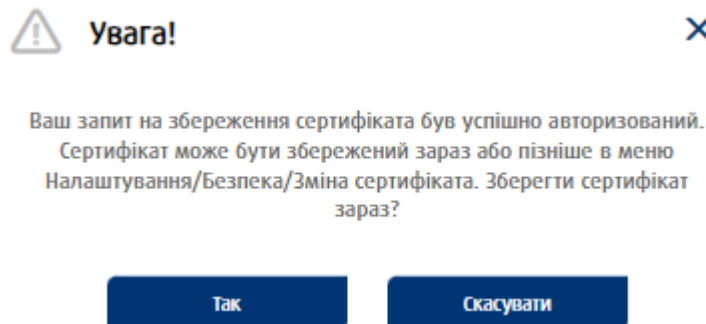 Увага!
Ваш запит на збереження сертифіката був успішно авторизований.
Сертифікат може бути збережений зараз або пізніше в меню
Налаштування/Безпека/Зміна сертифіката. Зберегти сертифікат
зараз?
Так
Скасувати